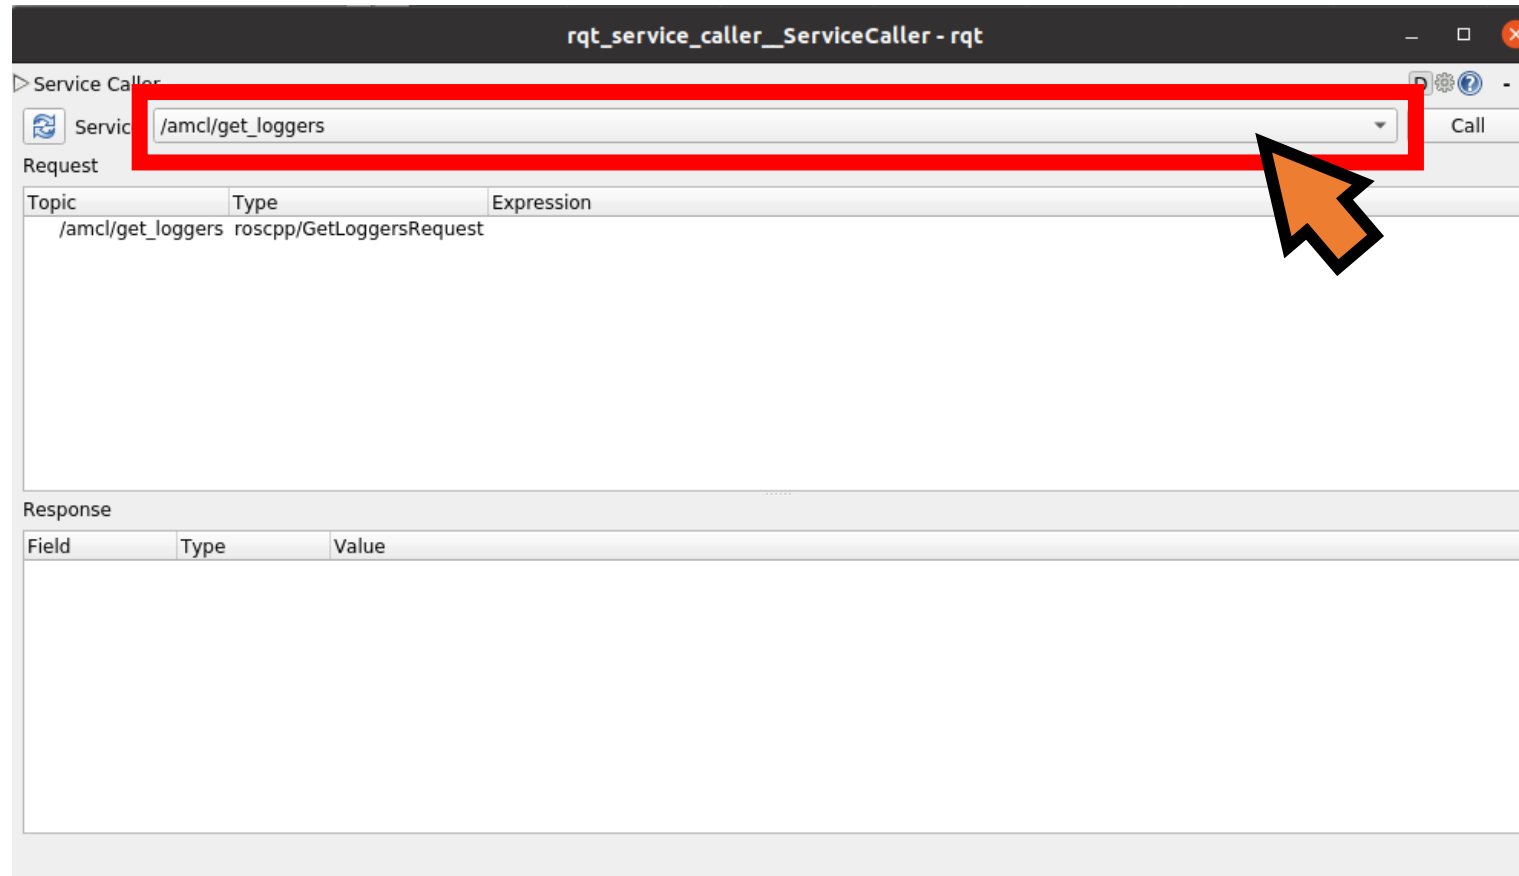 rqt_service_caller__ServiceCaller - rqt
Service Caller
D
Servic /amcl/get_loggers Call
Request
Topic Type Expression
/amcl/get_loggers roscpp/GetLoggersRequest
Response
Field Type Value